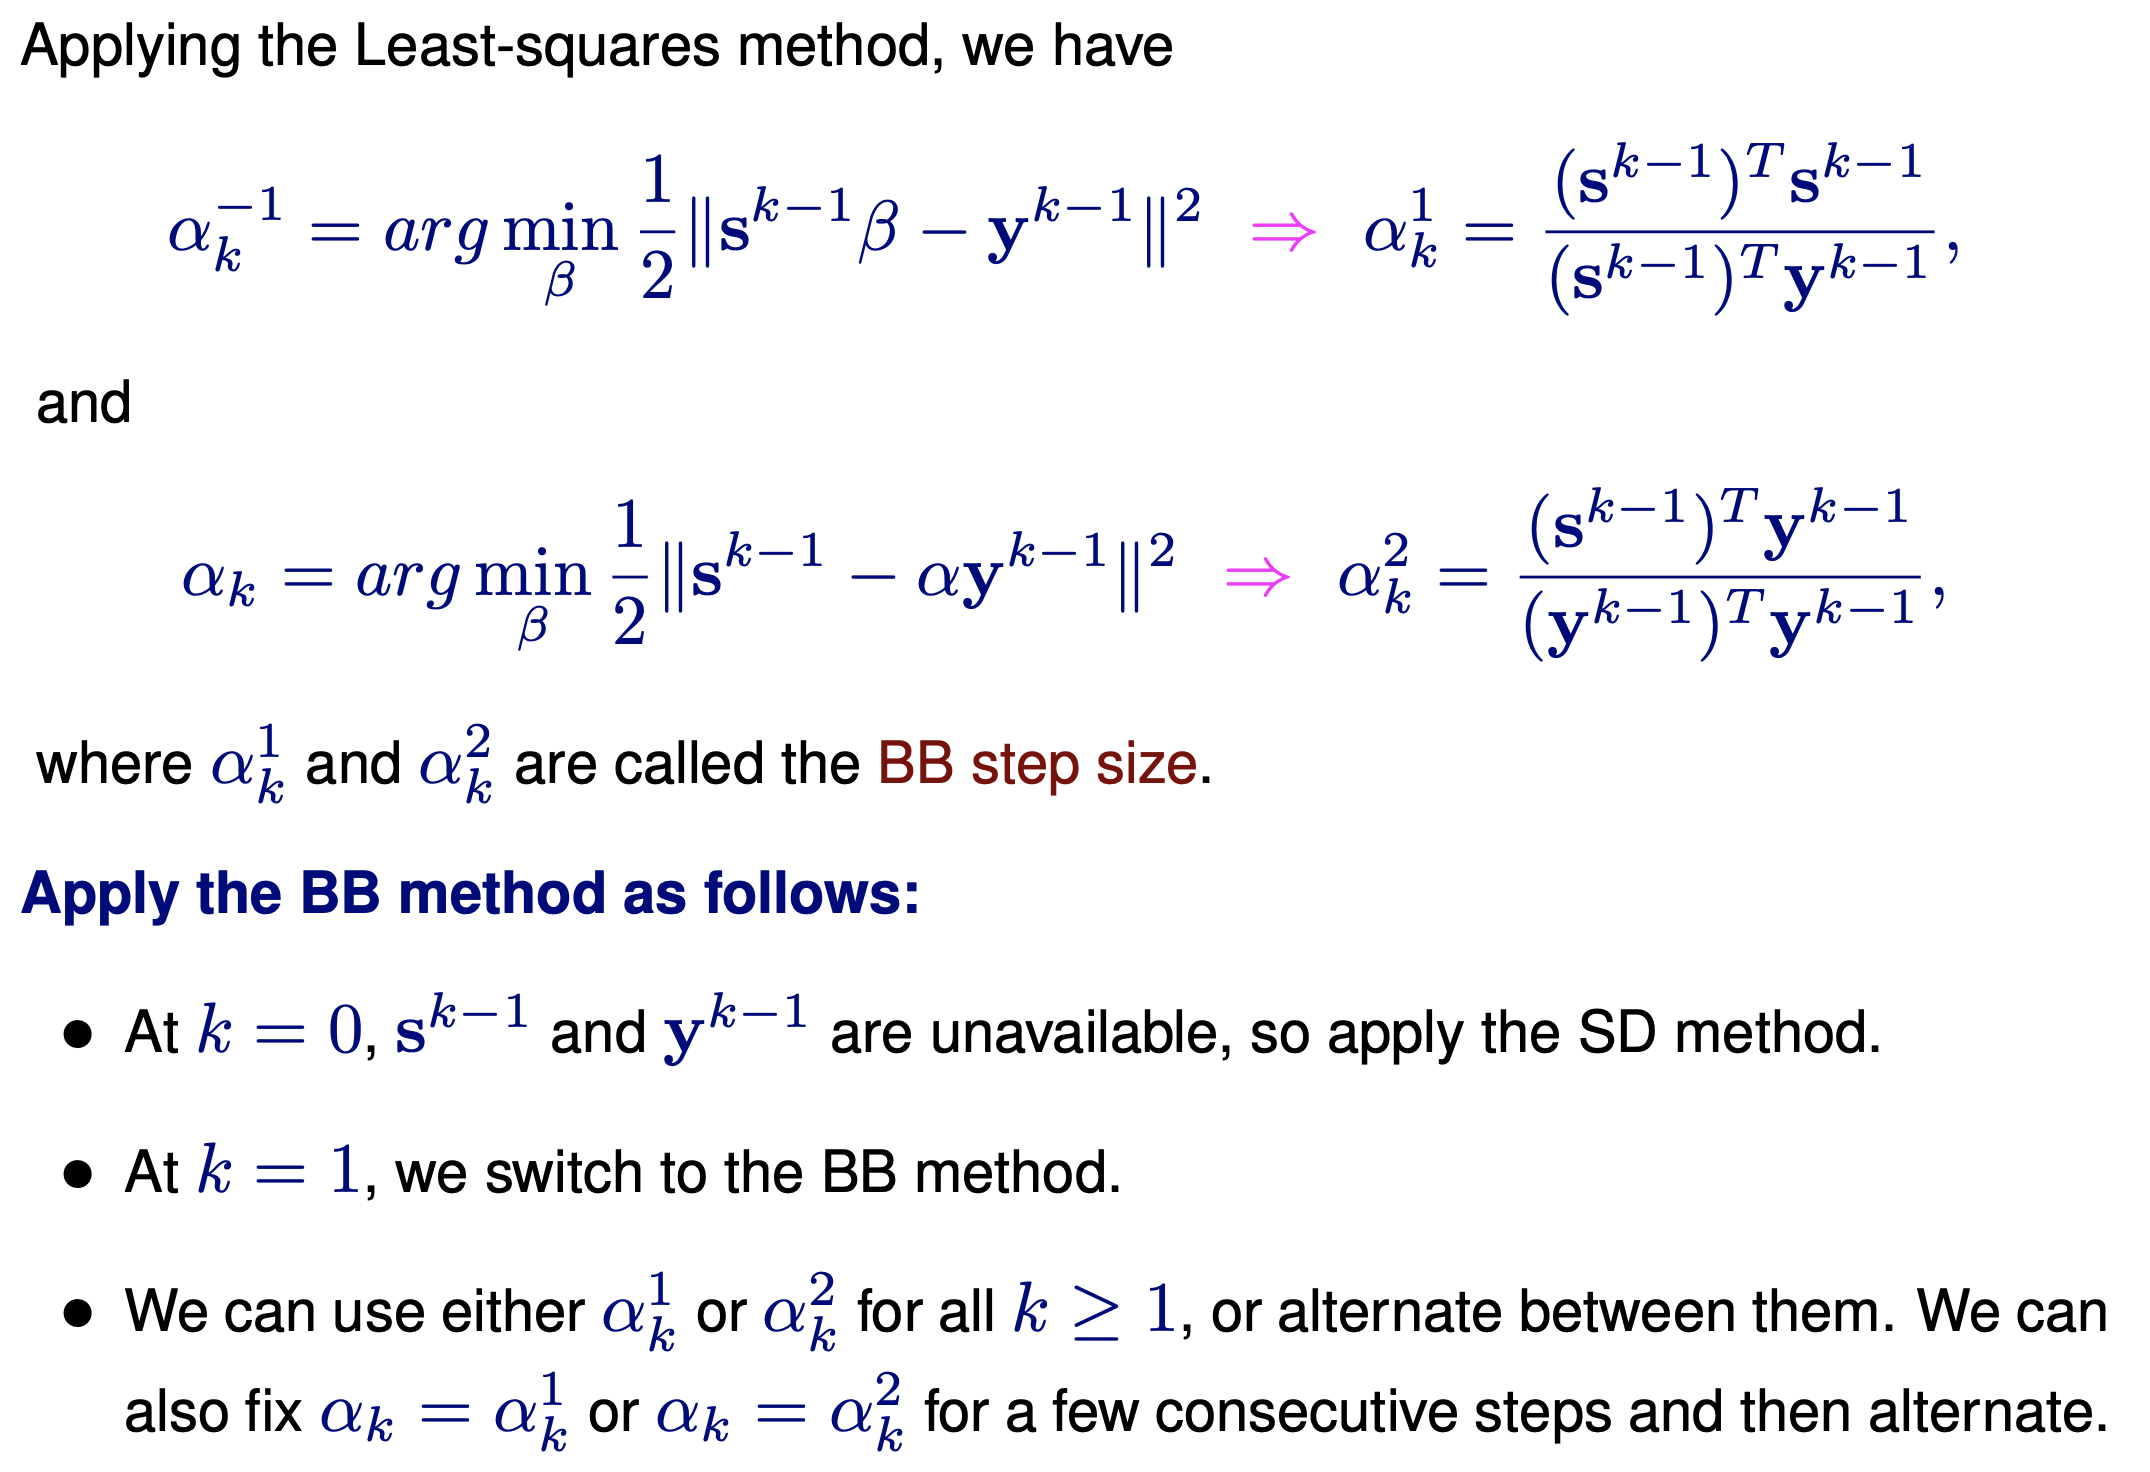 Applying the Least-squares method, we have
$\alpha_k^{-1} = arg \min_{\beta} \frac{1}{2} \| \mathbf{s}^{k-1} \beta - \mathbf{y}^{k-1} \|^2 \Rightarrow \alpha_k^1 = \frac{(\mathbf{s}^{k-1})^T \mathbf{s}^{k-1}}{(\mathbf{s}^{k-1})^T \mathbf{y}^{k-1}},$
and
$\alpha_k = arg \min_{\beta} \frac{1}{2} \| \mathbf{s}^{k-1} - \alpha \mathbf{y}^{k-1} \|^2 \Rightarrow \alpha_k^2 = \frac{(\mathbf{s}^{k-1})^T \mathbf{y}^{k-1}}{(\mathbf{y}^{k-1})^T \mathbf{y}^{k-1}},$
where $\alpha_k^1$ and $\alpha_k^2$ are called the BB step size.
Apply the BB method as follows:
● At $k = 0$, $\mathbf{s}^{k-1}$ and $\mathbf{y}^{k-1}$ are unavailable, so apply the SD method.
● At $k = 1$, we switch to the BB method.
● We can use either $\alpha_k^1$ or $\alpha_k^2$ for all $k \geq 1$, or alternate between them. We can
also fix $\alpha_k = \alpha_k^1$ or $\alpha_k = \alpha_k^2$ for a few consecutive steps and then alternate.